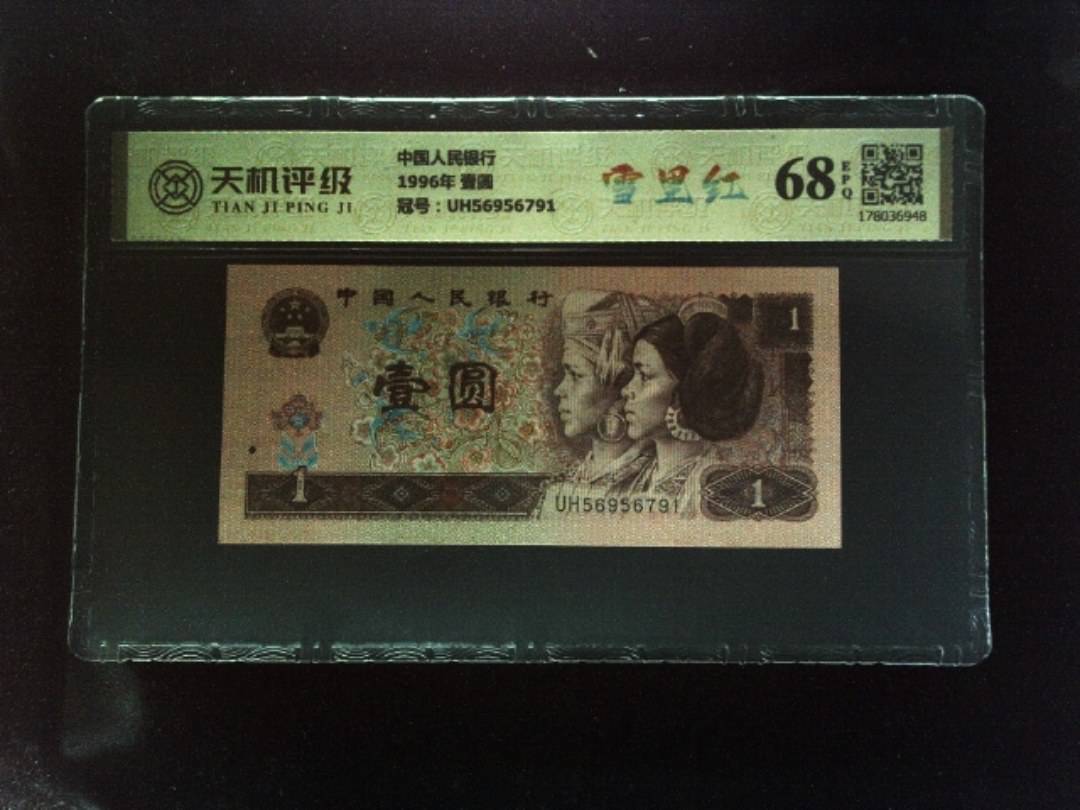 天机评级
TIAN JI PING JI
中国人民银行
1996年 壹圆
冠号：UH56956791
雪里红
68
EPQ
178036948
中国人民银行
1
壹圆
1
UH56956791
1